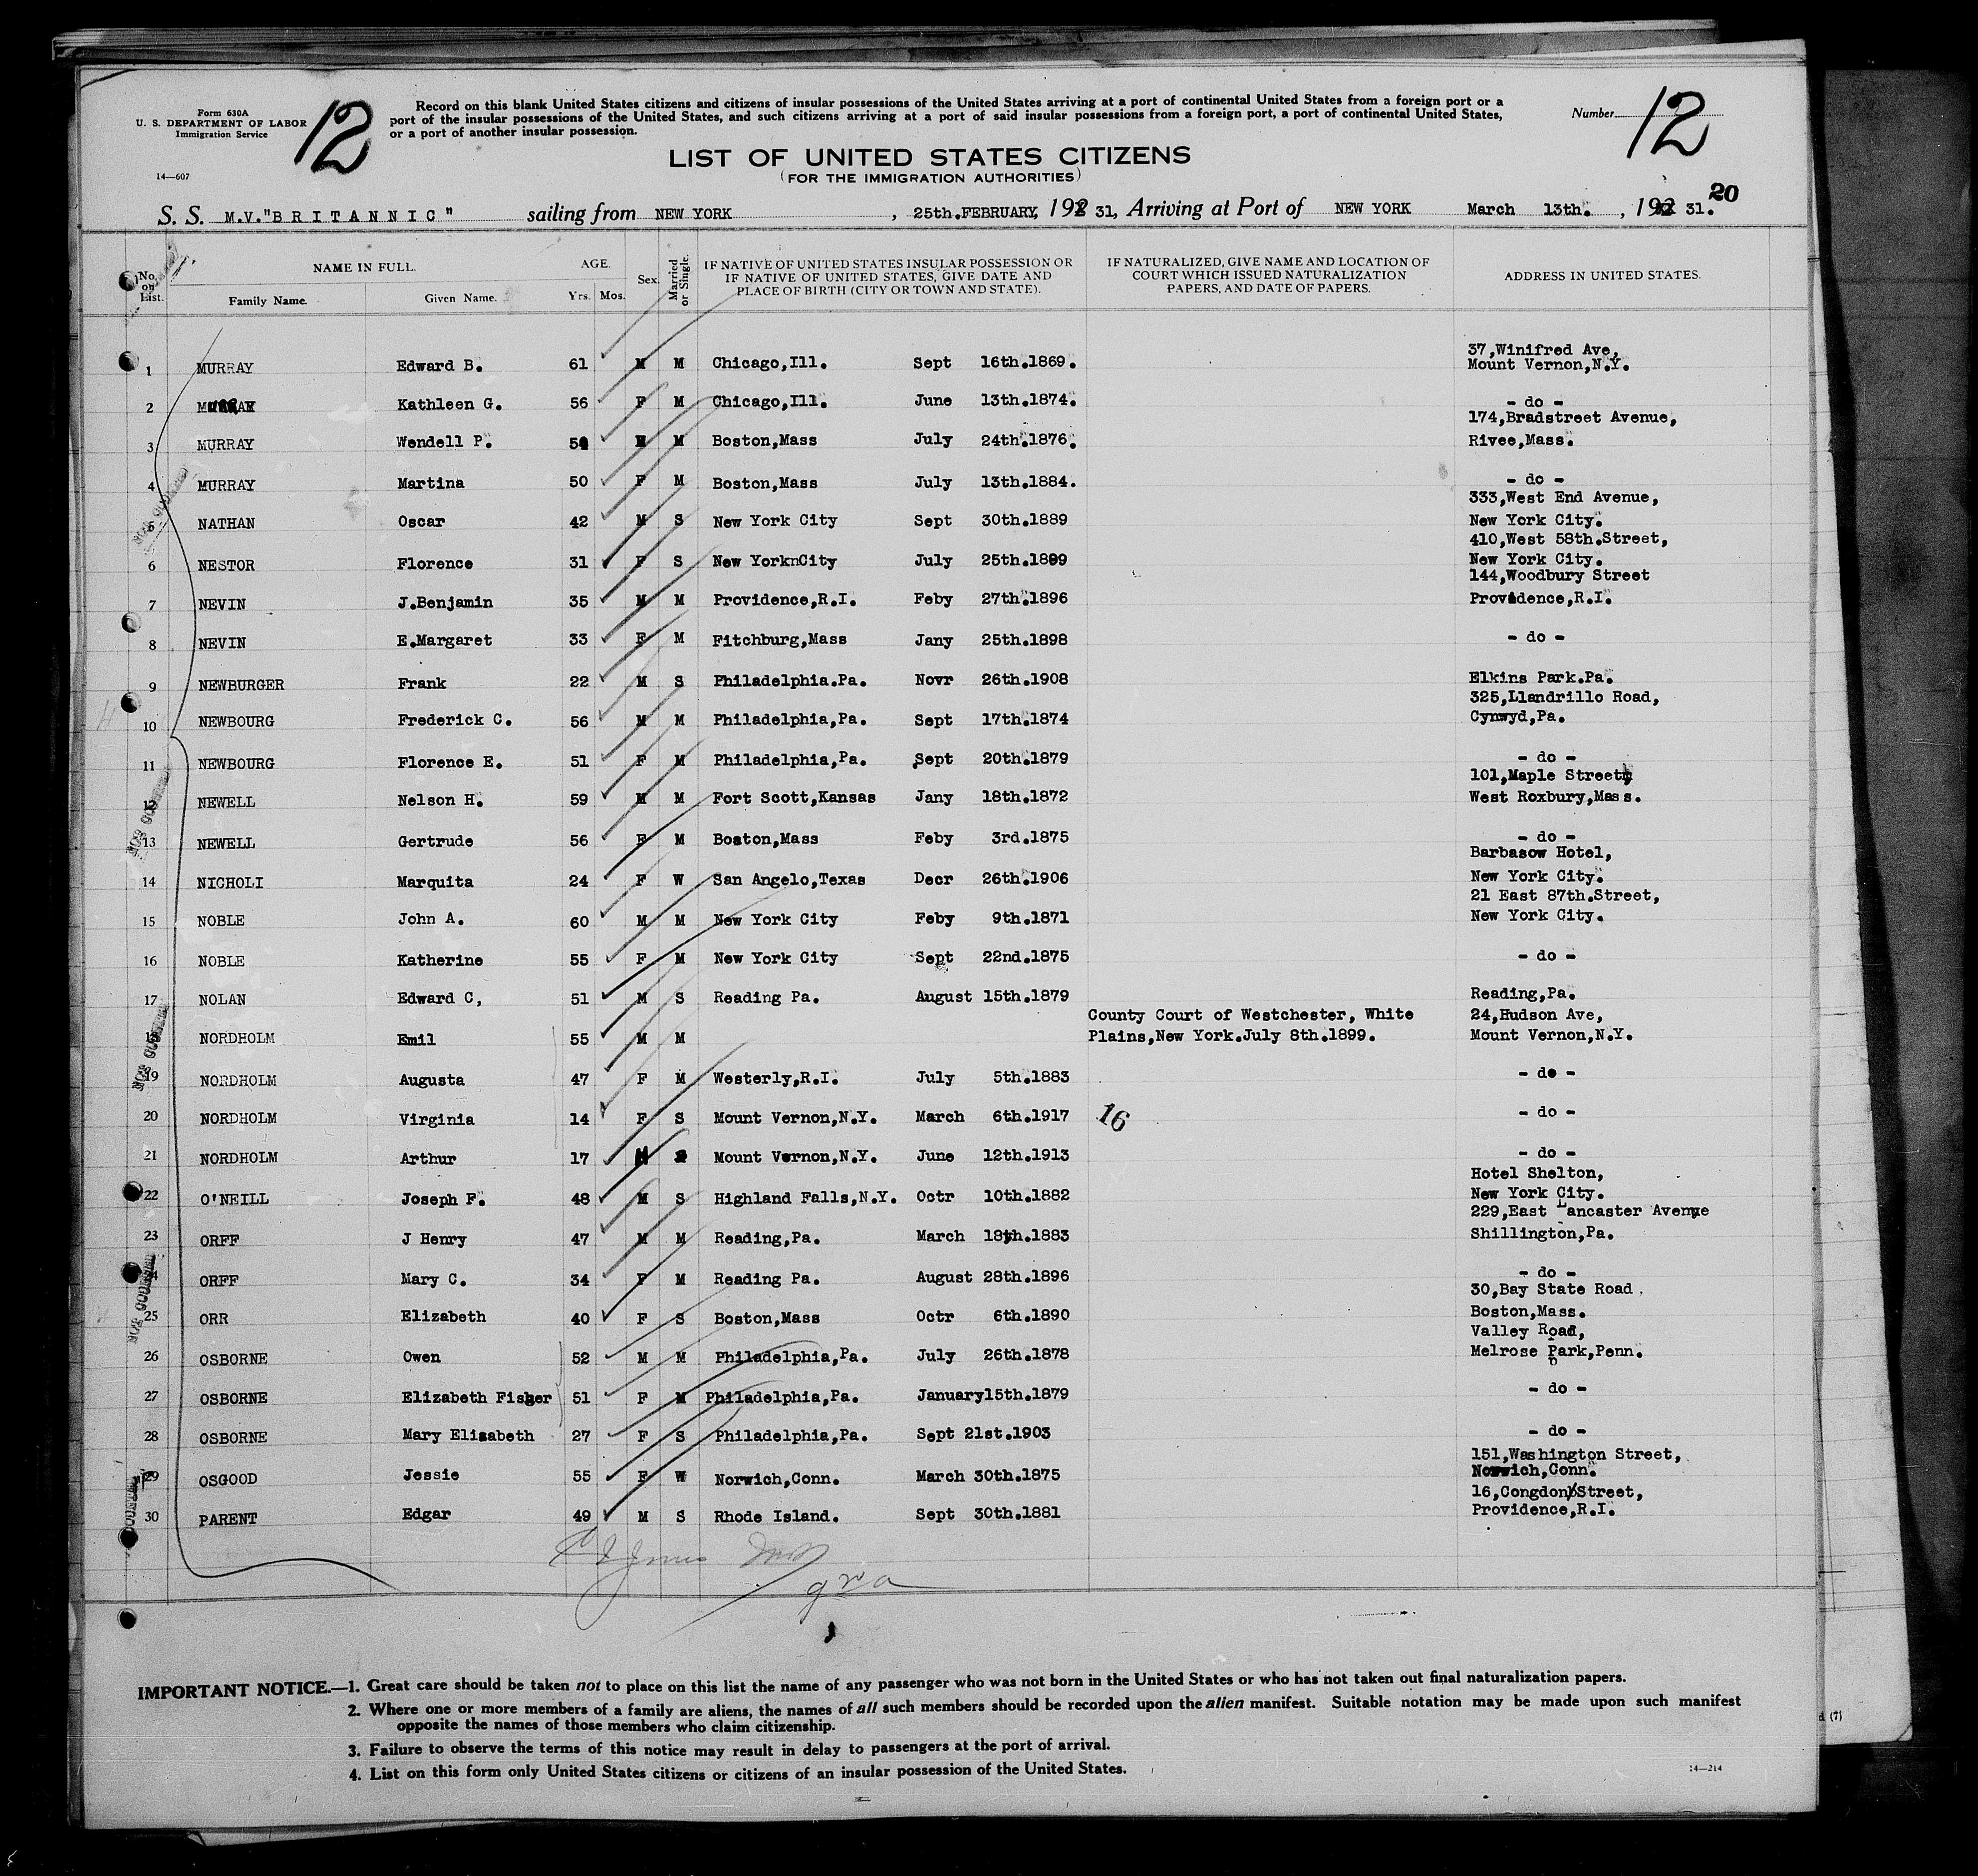 Form 630A
U. S. DEPARTMENT OF LABOR
Immigration Service
14—607
12
Record on this blank United States citizens and citizens of insular possessions of the United States arriving at a port of continental United States from a foreign port or a
port of the insular possessions of the United States, and such citizens arriving at a port of said insular possessions from a foreign port, a port of continental United States,
or a port of another insular possession.
Number 12
LIST OF UNITED STATES CITIZENS
(FOR THE IMMIGRATION AUTHORITIES)
S. S. M.V."BRITANNIC" sailing from NEW YORK, 25th.FEBRUARY, 192 31, Arriving at Port of NEW YORK March 13th., 192 31. 20
No. on List. NAME IN FULL. Family Name. Given Name. AGE. Yrs. Mos. Sex. Married or Single. IF NATIVE OF UNITED STATES INSULAR POSSESSION OR IF NATIVE OF UNITED STATES, GIVE DATE AND PLACE OF BIRTH (CITY OR TOWN AND STATE). IF NATURALIZED, GIVE NAME AND LOCATION OF COURT WHICH ISSUED NATURALIZATION PAPERS, AND DATE OF PAPERS. ADDRESS IN UNITED STATES.
37,Winifred Ave,
1 MURRAY Edward B. 61 M M Chicago,Ill. Sept 16th.1869. Mount Vernon,N.Y.
2 Kathleen G. 56 F M Chicago,Ill. June 13th.1874. - do -
174,Bradstreet Avenue,
3 MURRAY Wendell P. 54 M M Boston,Mass July 24th.1876. Rivee,Mass.
4 MURRAY Martina 50 F M Boston,Mass July 13th.1884. - do -
333,West End Avenue,
5 NATHAN Oscar 42 M S New York City Sept 30th.1889 New York City.
410,West 58th.Street,
6 NESTOR Florence 31 F S New YorknCity July 25th.1899 New York City.
144,Woodbury Street
7 NEVIN J.Benjamin 35 M M Providence,R.I. Feby 27th.1896 Providence,R.I.
8 NEVIN E.Margaret 33 F M Fitchburg,Mass Jany 25th.1898 - do -
9 NEWBURGER Frank 22 M S Philadelphia.Pa. Novr 26th.1908 Elkins Park.Pa.
325,Llandrillo Road,
10 NEWBOURG Frederick C. 56 M M Philadelphia,Pa. Sept 17th.1874 Cynwyd,Pa.
11 NEWBOURG Florence E. 51 F M Philadelphia,Pa. Sept 20th.1879 - do -
101,Maple Street,
12 NEWELL Nelson H. 59 M M Fort Scott,Kansas Jany 18th.1872 West Roxbury,Mass.
13 NEWELL Gertrude 56 F M Boston,Mass Feby 3rd.1875 - do -
Barbasow Hotel,
14 NICHOLI Marquita 24 F W San Angelo,Texas Decr 26th.1906 New York City.
21 East 87th.Street,
15 NOBLE John A. 60 M M New York City Feby 9th.1871 New York City.
16 NOBLE Katherine 55 F M New York City Sept 22nd.1875 - do -
17 NOLAN Edward C, 51 M S Reading Pa. August 15th.1879 Reading,Pa.
County Court of Westchester, White 24,Hudson Ave,
18 NORDHOLM Emil 55 M M Plains,New York.July 8th.1899. Mount Vernon,N.Y.
19 NORDHOLM Augusta 47 F M Westerly,R.I. July 5th.1883 - do -
20 NORDHOLM Virginia 14 F S Mount Vernon,N.Y. March 6th.1917 16 - do -
21 NORDHOLM Arthur 17 M S Mount Vernon,N.Y. June 12th.1913 - do -
Hotel Shelton,
22 O'NEILL Joseph F. 48 M S Highland Falls,N.Y. Octr 10th.1882 New York City.
229,East Lancaster Avenue
23 ORFF J Henry 47 M M Reading,Pa. March 18th.1883 Shillington,Pa.
24 ORFF Mary C. 34 F M Reading Pa. August 28th.1896 - do -
30,Bay State Road,
25 ORR Elizabeth 40 F S Boston,Mass Octr 6th.1890 Boston,Mass.
Valley Road,
26 OSBORNE Owen 52 M M Philadelphia,Pa. July 26th.1878 Melrose Park,Penn.
27 OSBORNE Elizabeth Fisher 51 F M Philadelphia,Pa. January15th.1879 - do -
28 OSBORNE Mary Elizabeth 27 F S Philadelphia,Pa. Sept 21st.1903 - do -
151,Washington Street,
29 OSGOOD Jessie 55 F W Norwich,Conn. March 30th.1875 Norwich,Conn.
16,Congdon Street,
30 PARENT Edgar 49 M S Rhode Island. Sept 30th.1881 Providence,R.I.
IMPORTANT NOTICE.—1. Great care should be taken not to place on this list the name of any passenger who was not born in the United States or who has not taken out final naturalization papers.
2. Where one or more members of a family are aliens, the names of all such members should be recorded upon the alien manifest. Suitable notation may be made upon such manifest
opposite the names of those members who claim citizenship.
3. Failure to observe the terms of this notice may result in delay to passengers at the port of arrival.
4. List on this form only United States citizens or citizens of an insular possession of the United States.
14—214